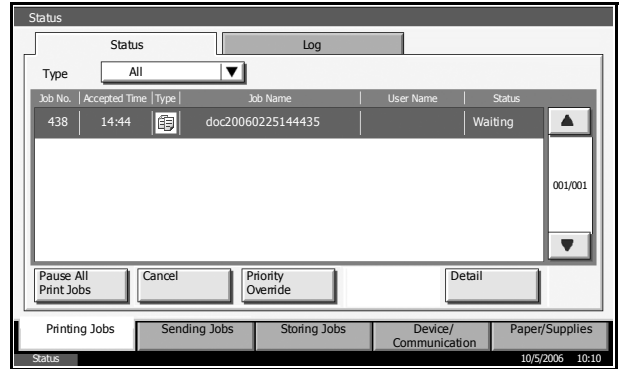 Status
Status Log
Type All
Job No. Accepted Time Type Job Name User Name Status
438 14:44 doc20060225144435 Waiting
001/001
Pause All Print Jobs Cancel Priority Override Detail
Printing Jobs Sending Jobs Storing Jobs Device/ Communication Paper/Supplies
Status 10/5/2006 10:10